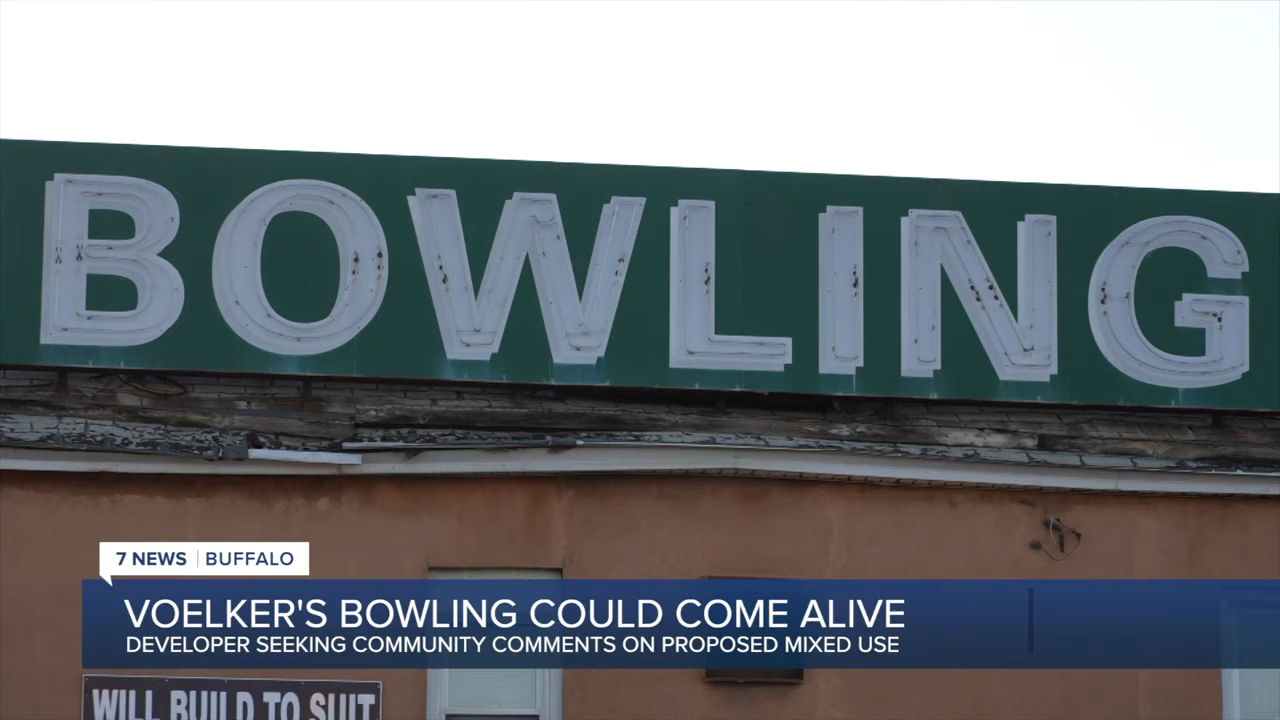 BOWLING
7 NEWS | BUFFALO
VOELKER'S BOWLING COULD COME ALIVE
DEVELOPER SEEKING COMMUNITY COMMENTS ON PROPOSED MIXED USE
WILL BUILD TO SUIT